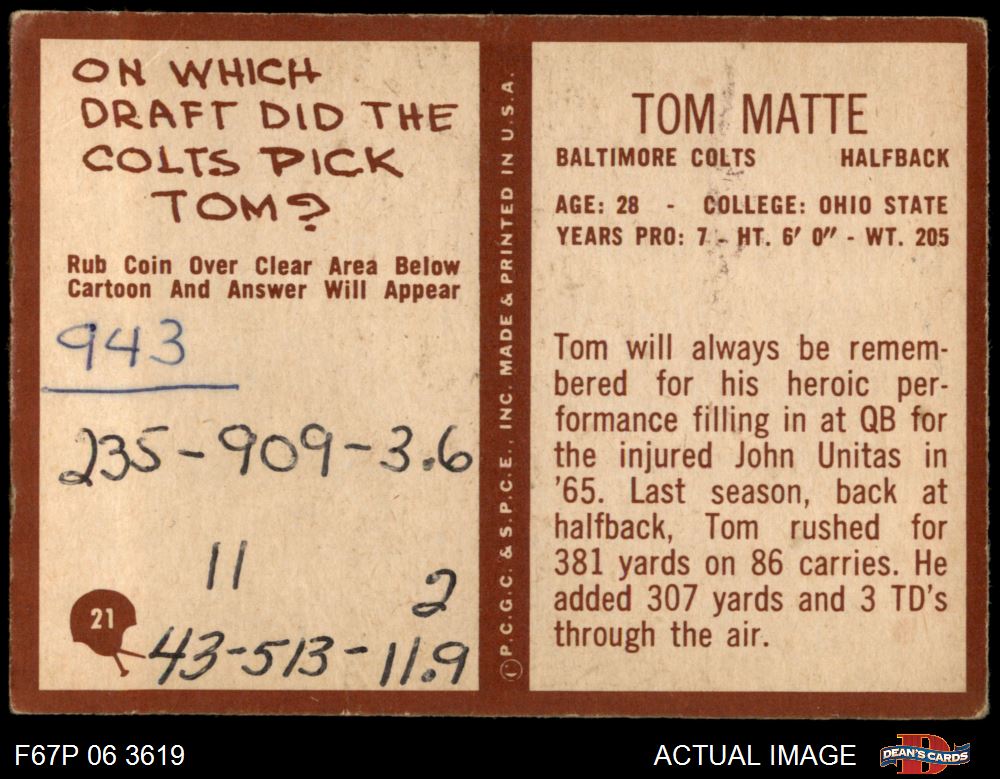 ON WHICH
DRAFT DID THE
COLTS PICK
TOM?
Rub Coin Over Clear Area Below
Cartoon And Answer Will Appear
943
235-909-3.6
11
2
21
43-513-11.9
P.C.G.C. & S.P.C.E., INC. MADE & PRINTED IN U.S.A.
TOM MATTE
BALTIMORE COLTS HALFBACK
AGE: 28 - COLLEGE: OHIO STATE
YEARS PRO: 7 - HT. 6' 0" - WT. 205
Tom will always be remem-
bered for his heroic per-
formance filling in at QB for
the injured John Unitas in
'65. Last season, back at
halfback, Tom rushed for
381 yards on 86 carries. He
added 307 yards and 3 TD's
through the air.
F67P 06 3619
ACTUAL IMAGE
DEAN'S CARDS